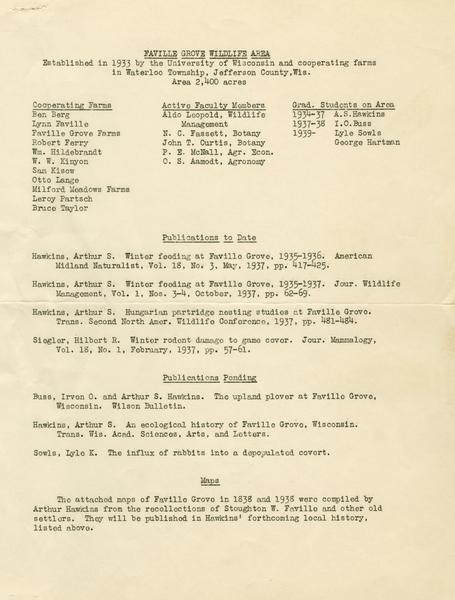 FAVILLE GROVE WILDLIFE AREA
Established in 1933 by the University of Wisconsin and cooperating farms
in Waterloo Township, Jefferson County,Wis.
Area 2,400 acres
Cooperating Farms
Ben Berg
Lynn Faville
Faville Grove Farms
Robert Ferry
Wm. Hildebrandt
W. W. Kinyon
Sam Kisow
Otto Lange
Milford Meadows Farms
Leroy Partsch
Bruce Taylor
Active Faculty Members
Aldo Leopold, Wildlife
Management
N. C. Fassett, Botany
John T. Curtis, Botany
P. E. McNall, Agr. Econ.
O. S. Aamodt, Agronomy
Grad. Students on Area
1934-37 A.S.Hawkins
1937-38 I.O.Buss
1939- Lyle Sowls
George Hartman
Publications to Date
Hawkins, Arthur S. Winter feeding at Faville Grove, 1935-1936. American
Midland Naturalist, Vol. 18, No. 3, May, 1937, pp. 417-425.
Hawkins, Arthur S. Winter feeding at Faville Grove, 1935-1937. Jour. Wildlife
Management, Vol. 1, Nos. 3-4, October, 1937, pp. 62-69.
Hawkins, Arthur S. Hungarian partridge nesting studies at Faville Grove.
Trans. Second North Amer. Wildlife Conference, 1937, pp. 481-484.
Siegler, Hilbert R. Winter rodent damage to game cover. Jour. Mammalogy,
Vol. 18, No. 1, February, 1937, pp. 57-61.
Publications Pending
Buss, Irven O. and Arthur S. Hawkins. The upland plover at Faville Grove,
Wisconsin. Wilson Bulletin.
Hawkins, Arthur S. An ecological history of Faville Grove, Wisconsin.
Trans. Wis. Acad. Sciences, Arts, and Letters.
Sowls, Lyle K. The influx of rabbits into a depopulated covert.
Maps
The attached maps of Faville Grove in 1838 and 1938 were compiled by
Arthur Hawkins from the recollections of Stoughton W. Faville and other old
settlers. They will be published in Hawkins' forthcoming local history,
listed above.